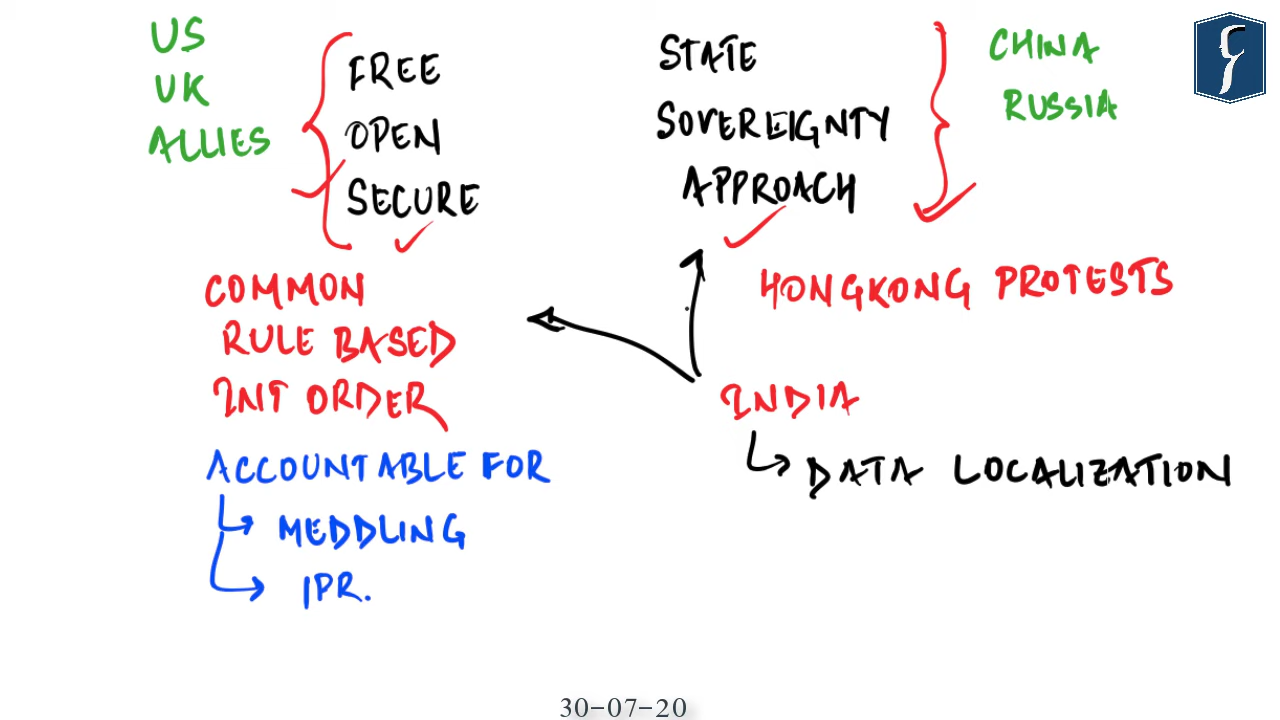 US
UK
ALLIES
FREE
OPEN
SECURE
STATE
SOVEREIGNTY
APPROACH
CHINA
RUSSIA
COMMON
RULE BASED
INT ORDER
HONGKONG PROTESTS
INDIA
DATA LOCALIZATION
ACCOUNTABLE FOR
MEDDLING
IPR.
30-07-20